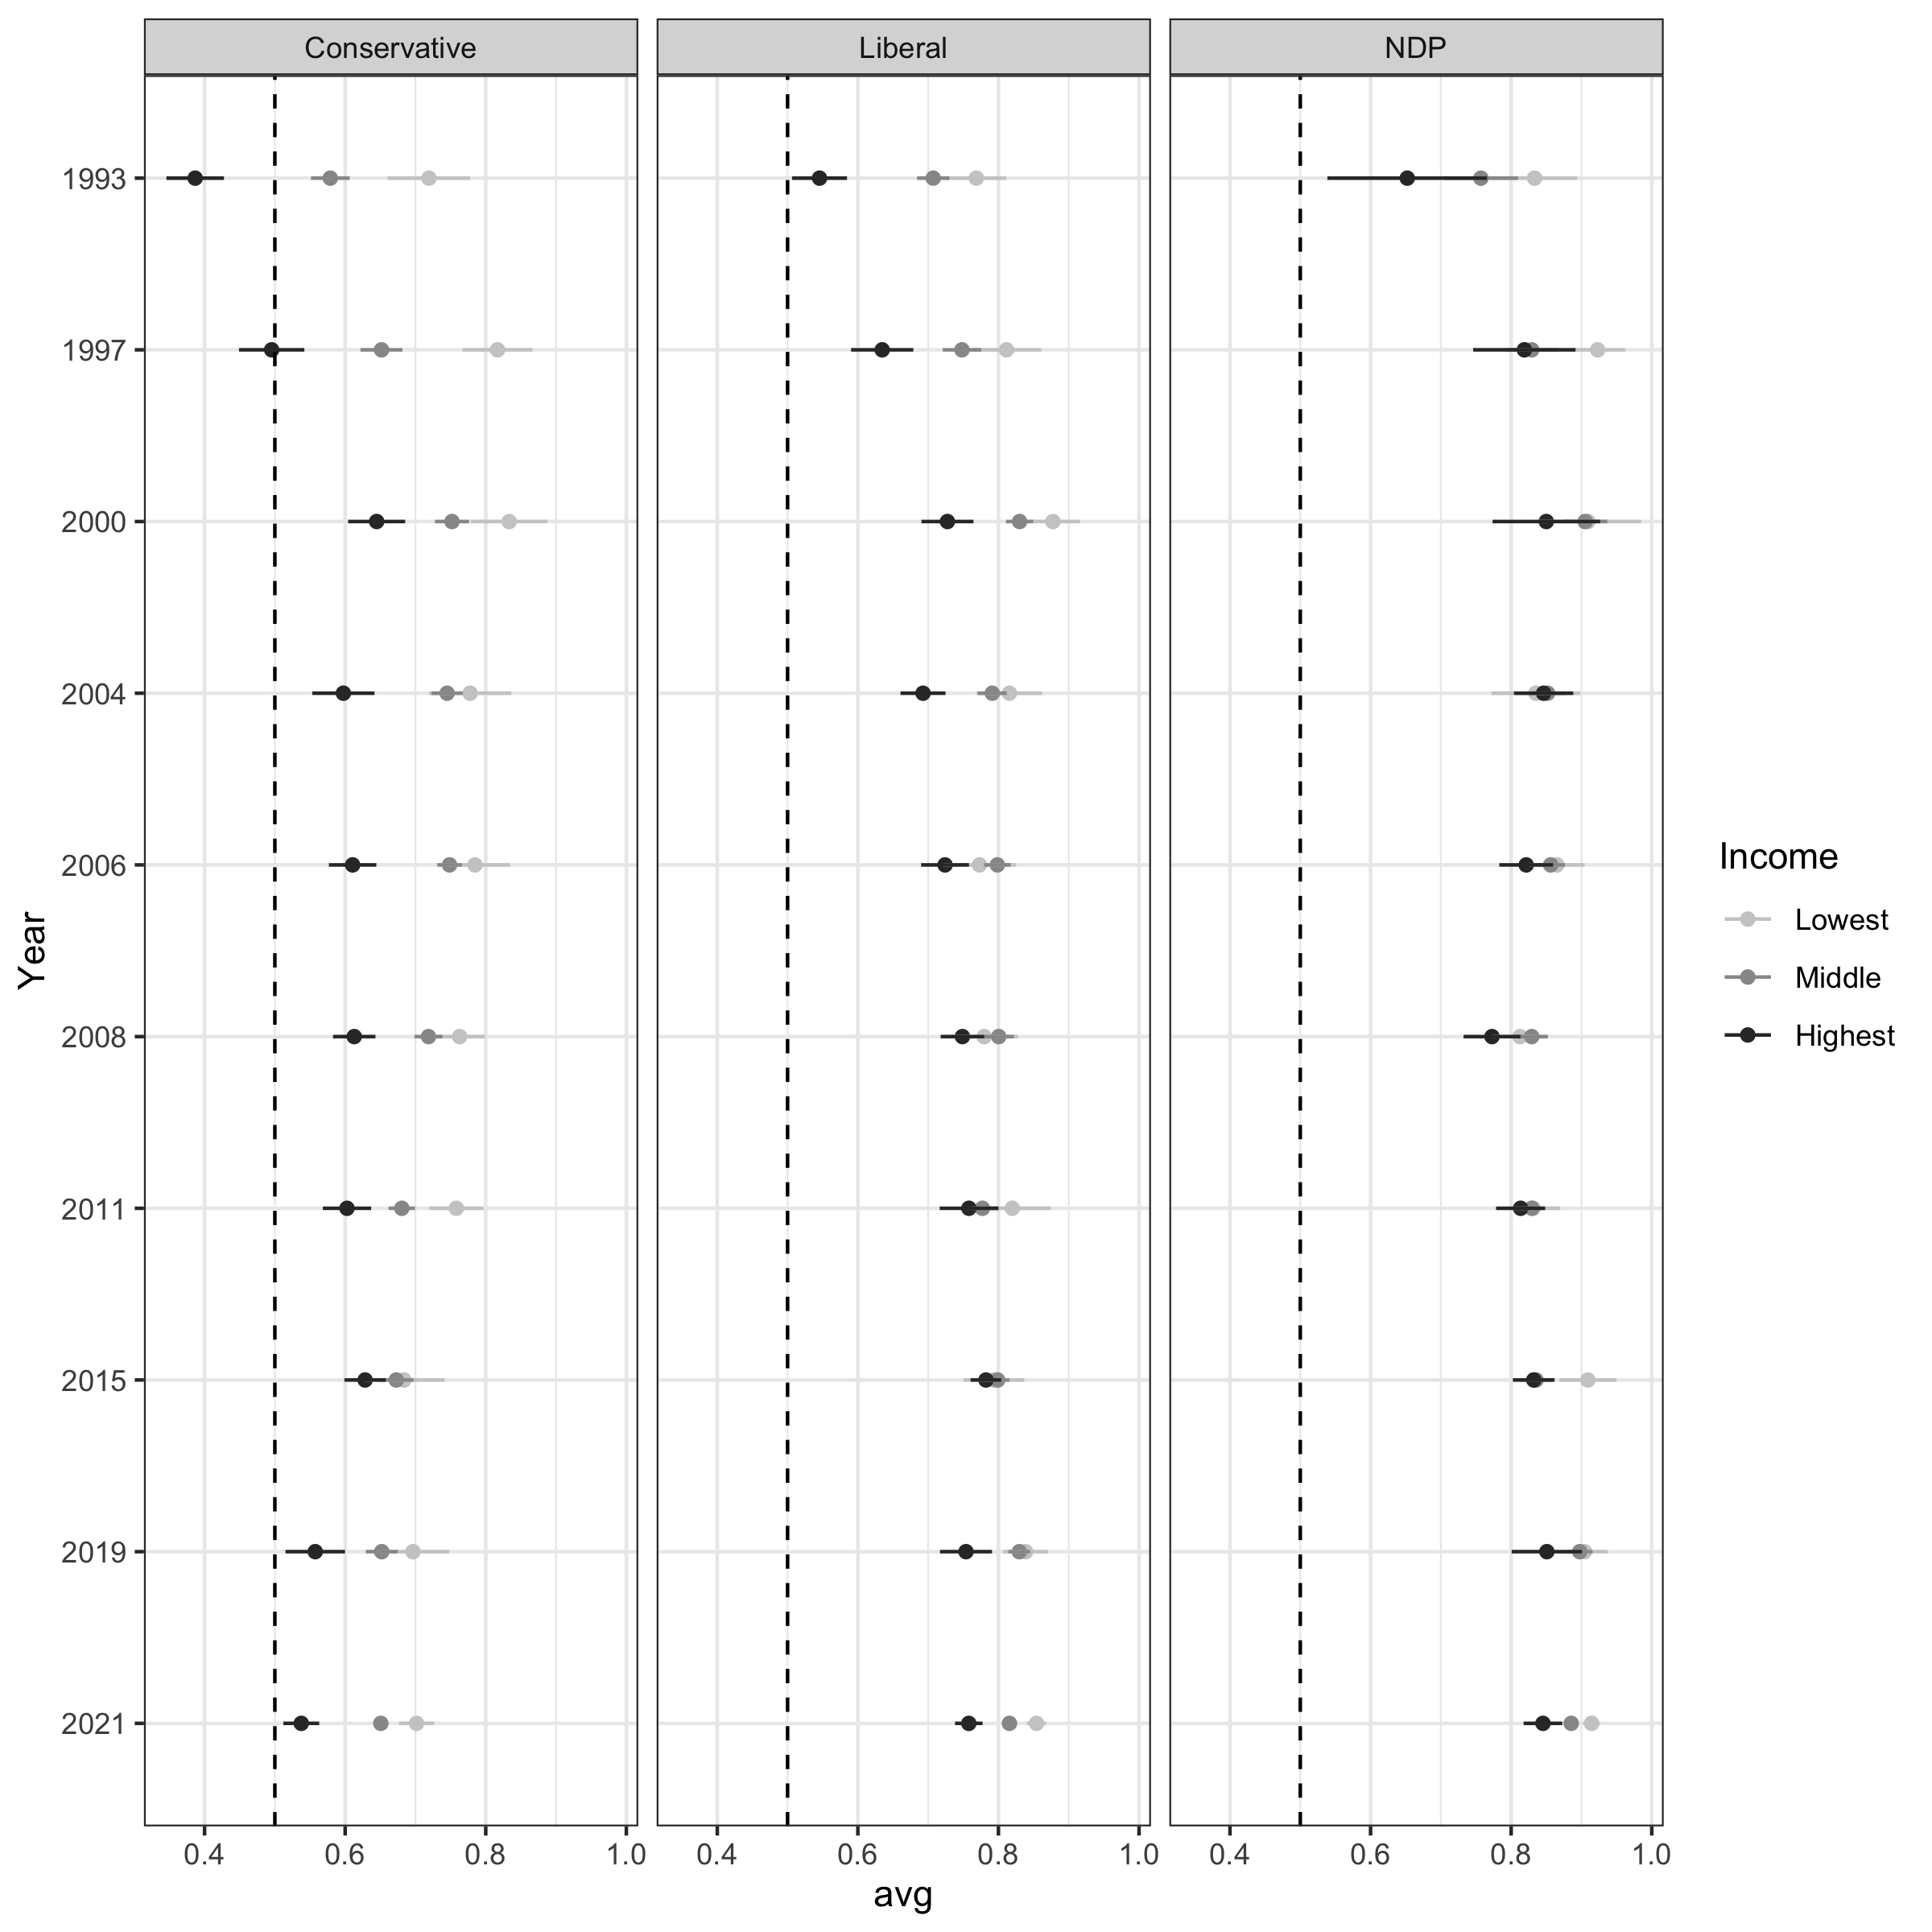 Conservative Liberal NDP
1993
1997
2000
2004
2006
2008
2011
2015
2019
2021
Year
0.4 0.6 0.8 1.0 0.4 0.6 0.8 1.0 0.4 0.6 0.8 1.0
avg
Income
Lowest
Middle
Highest